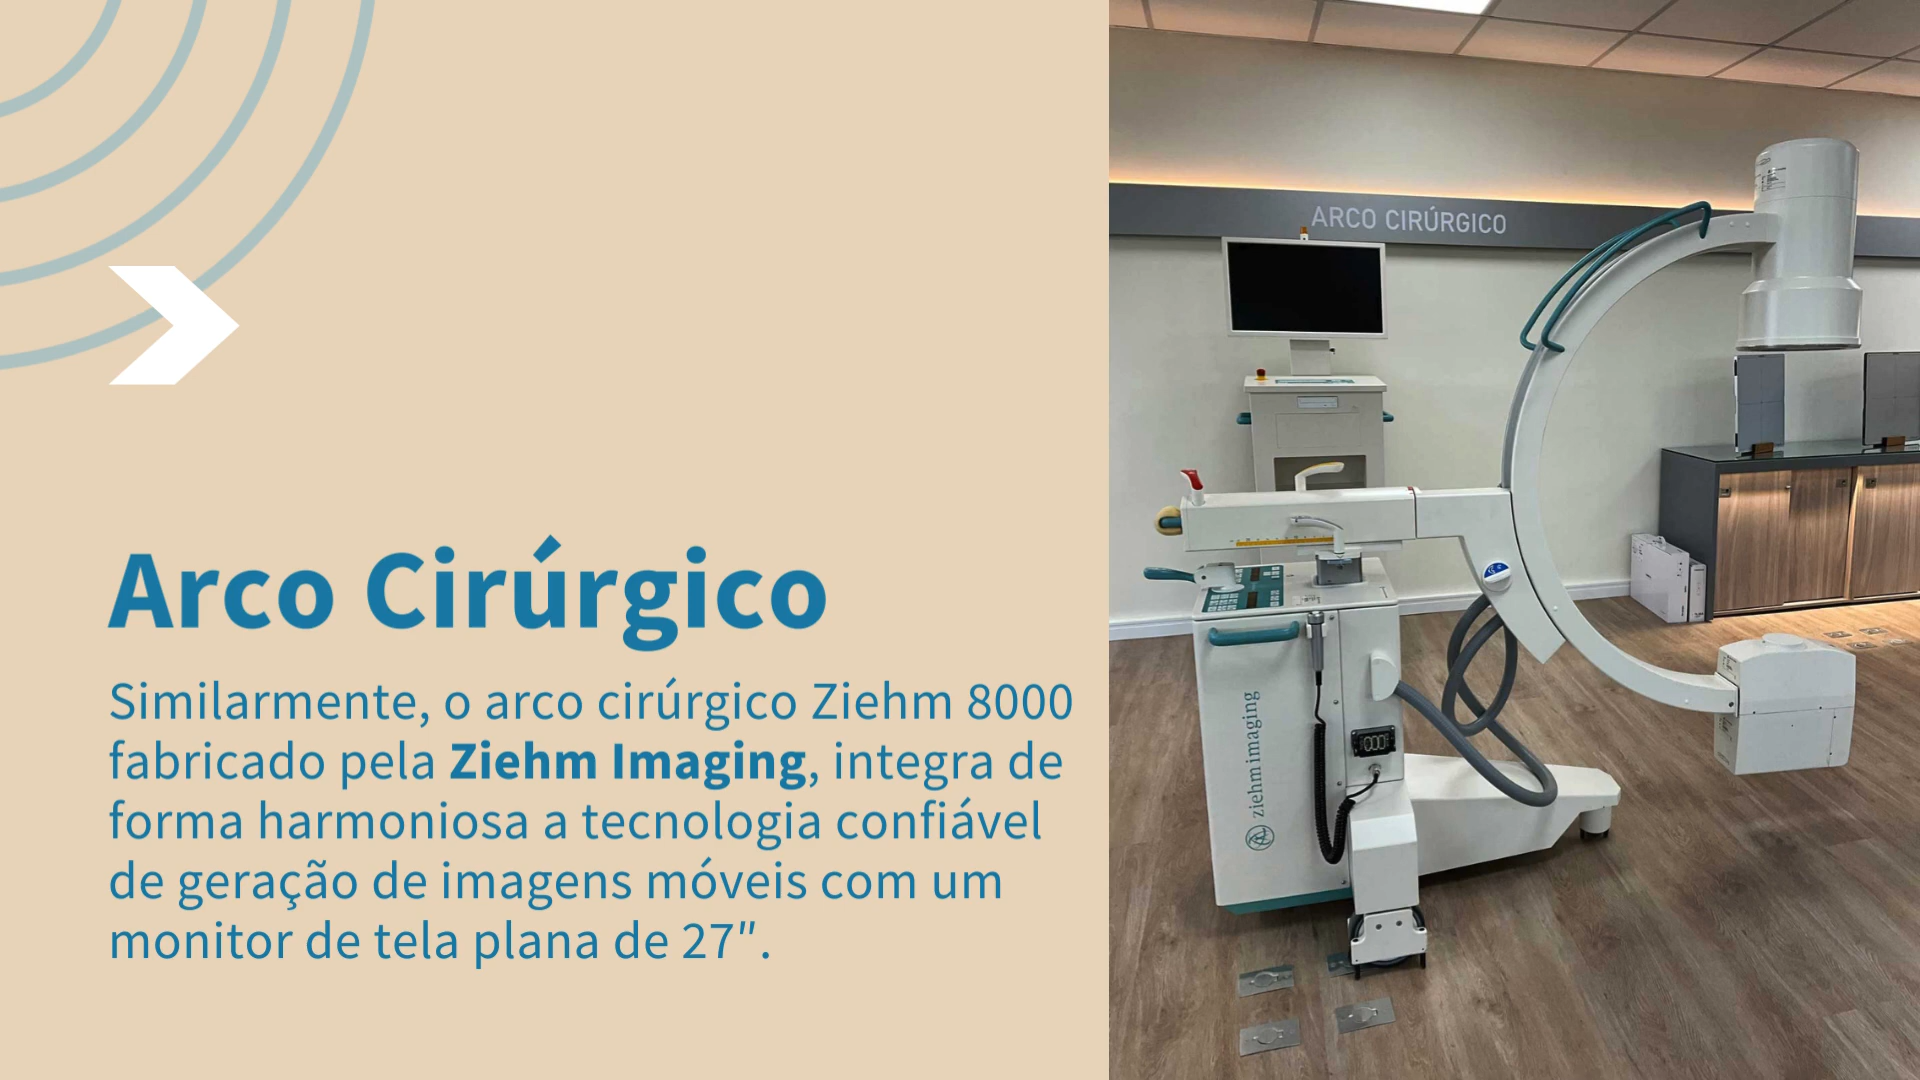 Arco Cirúrgico
Similarmente, o arco cirúrgico Ziehm 8000
fabricado pela Ziehm Imaging, integra de
forma harmoniosa a tecnologia confiável
de geração de imagens móveis com um
monitor de tela plana de 27".
ARCO CIRÚRGICO
ziehm imaging